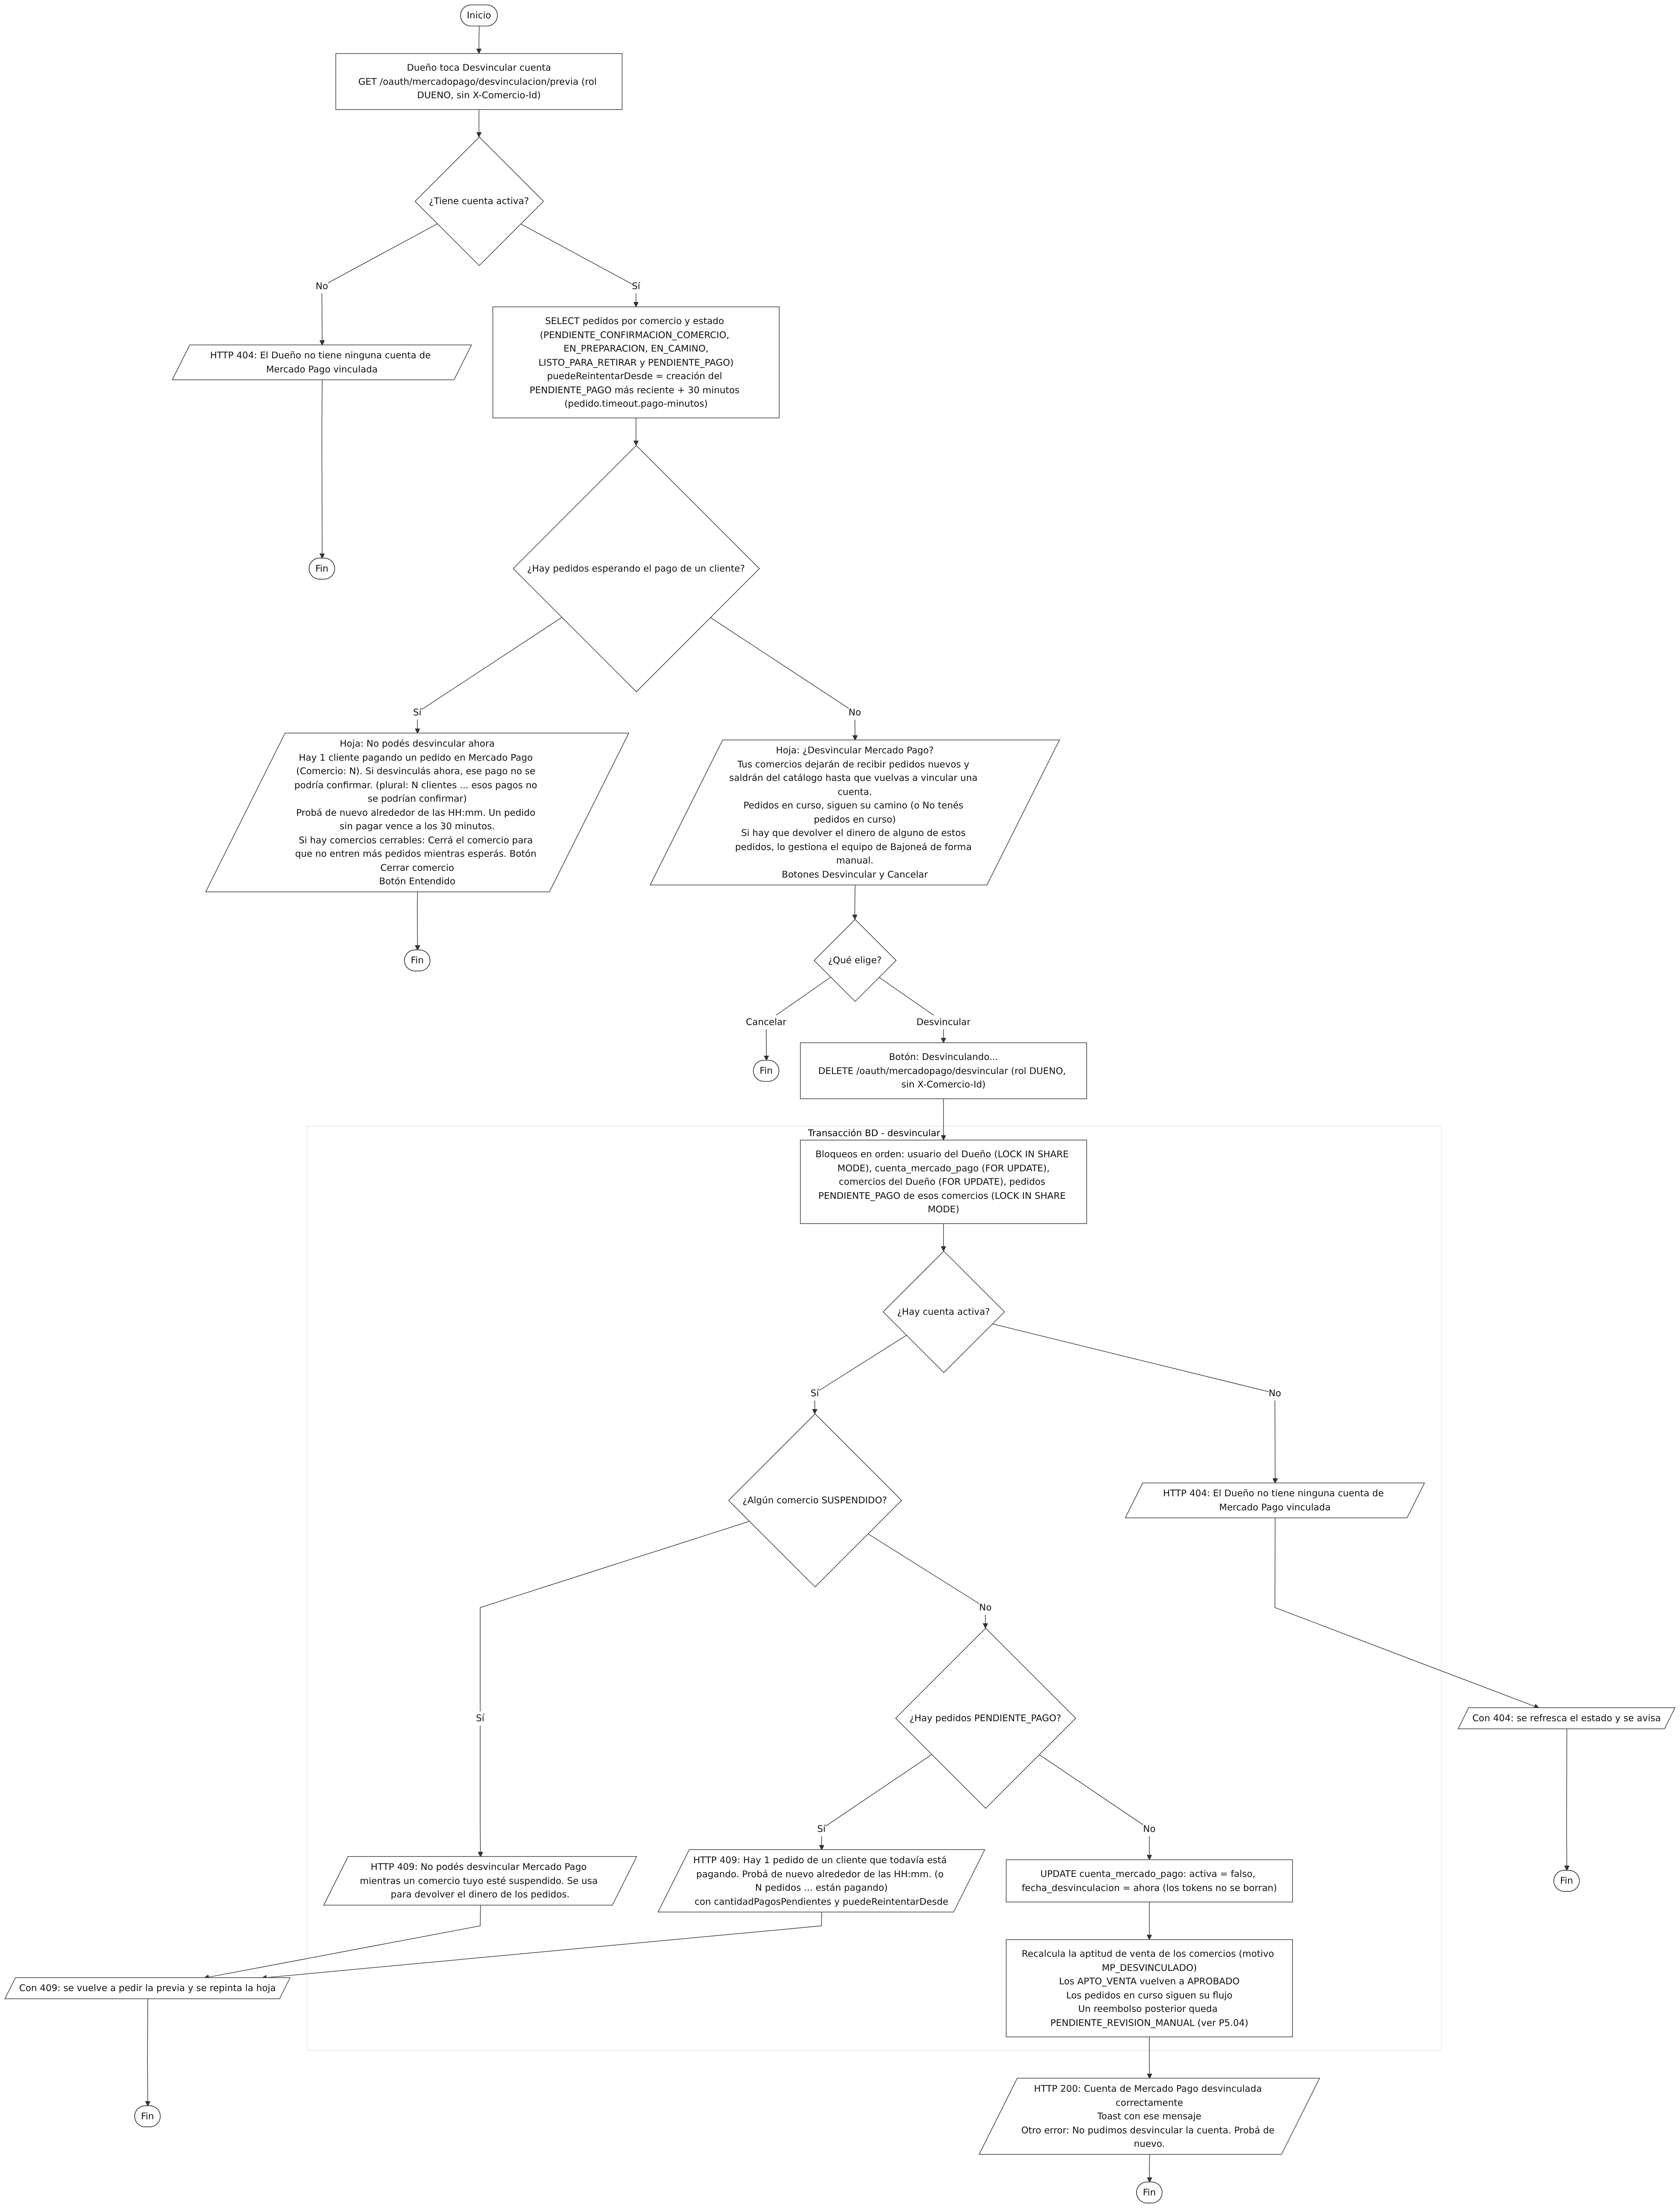 Inicio
Dueño toca Desvincular cuenta
GET /oauth/mercadopago/desvinculacion/previa (rol
DUENO, sin X-Comercio-Id)
¿Tiene cuenta activa?
No
Sí
HTTP 404: El Dueño no tiene ninguna cuenta de
Mercado Pago vinculada
SELECT pedidos por comercio y estado
(PENDIENTE_CONFIRMACION_COMERCIO,
EN_PREPARACION, EN_CAMINO,
LISTO_PARA_RETIRAR y PENDIENTE_PAGO)
puedeReintentarDesde = creación del
PENDIENTE_PAGO más reciente + 30 minutos
(pedido.timeout.pago-minutos)
Fin
¿Hay pedidos esperando el pago de un cliente?
Sí
No
Hoja: No podés desvincular ahora
Hay 1 cliente pagando un pedido en Mercado Pago
(Comercio: N). Si desvinculás ahora, ese pago no se
podría confirmar. (plural: N clientes ... esos pagos no
se podrían confirmar)
Probá de nuevo alrededor de las HH:mm. Un pedido
sin pagar vence a los 30 minutos.
Si hay comercios cerrables: Cerrá el comercio para
que no entren más pedidos mientras esperás. Botón
Cerrar comercio
Botón Entendido
Hoja: ¿Desvincular Mercado Pago?
Tus comercios dejarán de recibir pedidos nuevos y
saldrán del catálogo hasta que vuelvas a vincular una
cuenta.
Pedidos en curso, siguen su camino (o No tenés
pedidos en curso)
Si hay que devolver el dinero de alguno de estos
pedidos, lo gestiona el equipo de Bajoneá de forma
manual.
Botones Desvincular y Cancelar
Fin
¿Qué elige?
Cancelar
Desvincular
Fin
Botón: Desvinculando...
DELETE /oauth/mercadopago/desvincular (rol DUENO,
sin X-Comercio-Id)
Transacción BD - desvincular
Bloqueos en orden: usuario del Dueño (LOCK IN SHARE
MODE), cuenta_mercado_pago (FOR UPDATE),
comercios del Dueño (FOR UPDATE), pedidos
PENDIENTE_PAGO de esos comercios (LOCK IN SHARE
MODE)
¿Hay cuenta activa?
Sí
No
¿Algún comercio SUSPENDIDO?
HTTP 404: El Dueño no tiene ninguna cuenta de
Mercado Pago vinculada
No
Sí
¿Hay pedidos PENDIENTE_PAGO?
Con 404: se refresca el estado y se avisa
Sí
No
HTTP 409: No podés desvincular Mercado Pago
mientras un comercio tuyo esté suspendido. Se usa
para devolver el dinero de los pedidos.
HTTP 409: Hay 1 pedido de un cliente que todavía está
pagando. Probá de nuevo alrededor de las HH:mm. (o
N pedidos ... están pagando)
con cantidadPagosPendientes y puedeReintentarDesde
UPDATE cuenta_mercado_pago: activa = falso,
fecha_desvinculacion = ahora (los tokens no se borran)
Fin
Con 409: se vuelve a pedir la previa y se repinta la hoja
Recalcula la aptitud de venta de los comercios (motivo
MP_DESVINCULADO)
Los APTO_VENTA vuelven a APROBADO
Los pedidos en curso siguen su flujo
Un reembolso posterior queda
PENDIENTE_REVISION_MANUAL (ver P5.04)
Fin
HTTP 200: Cuenta de Mercado Pago desvinculada
correctamente
Toast con ese mensaje
Otro error: No pudimos desvincular la cuenta. Probá de
nuevo.
Fin